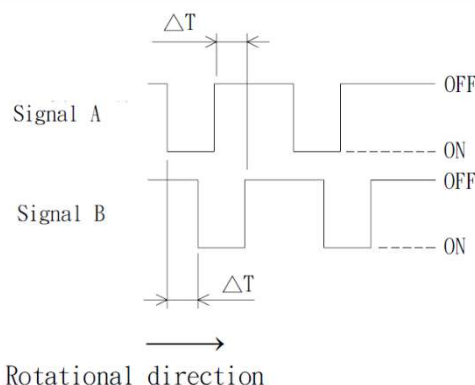 △T
OFF
Signal A
ON
OFF
Signal B
ON
△T
Rotational direction